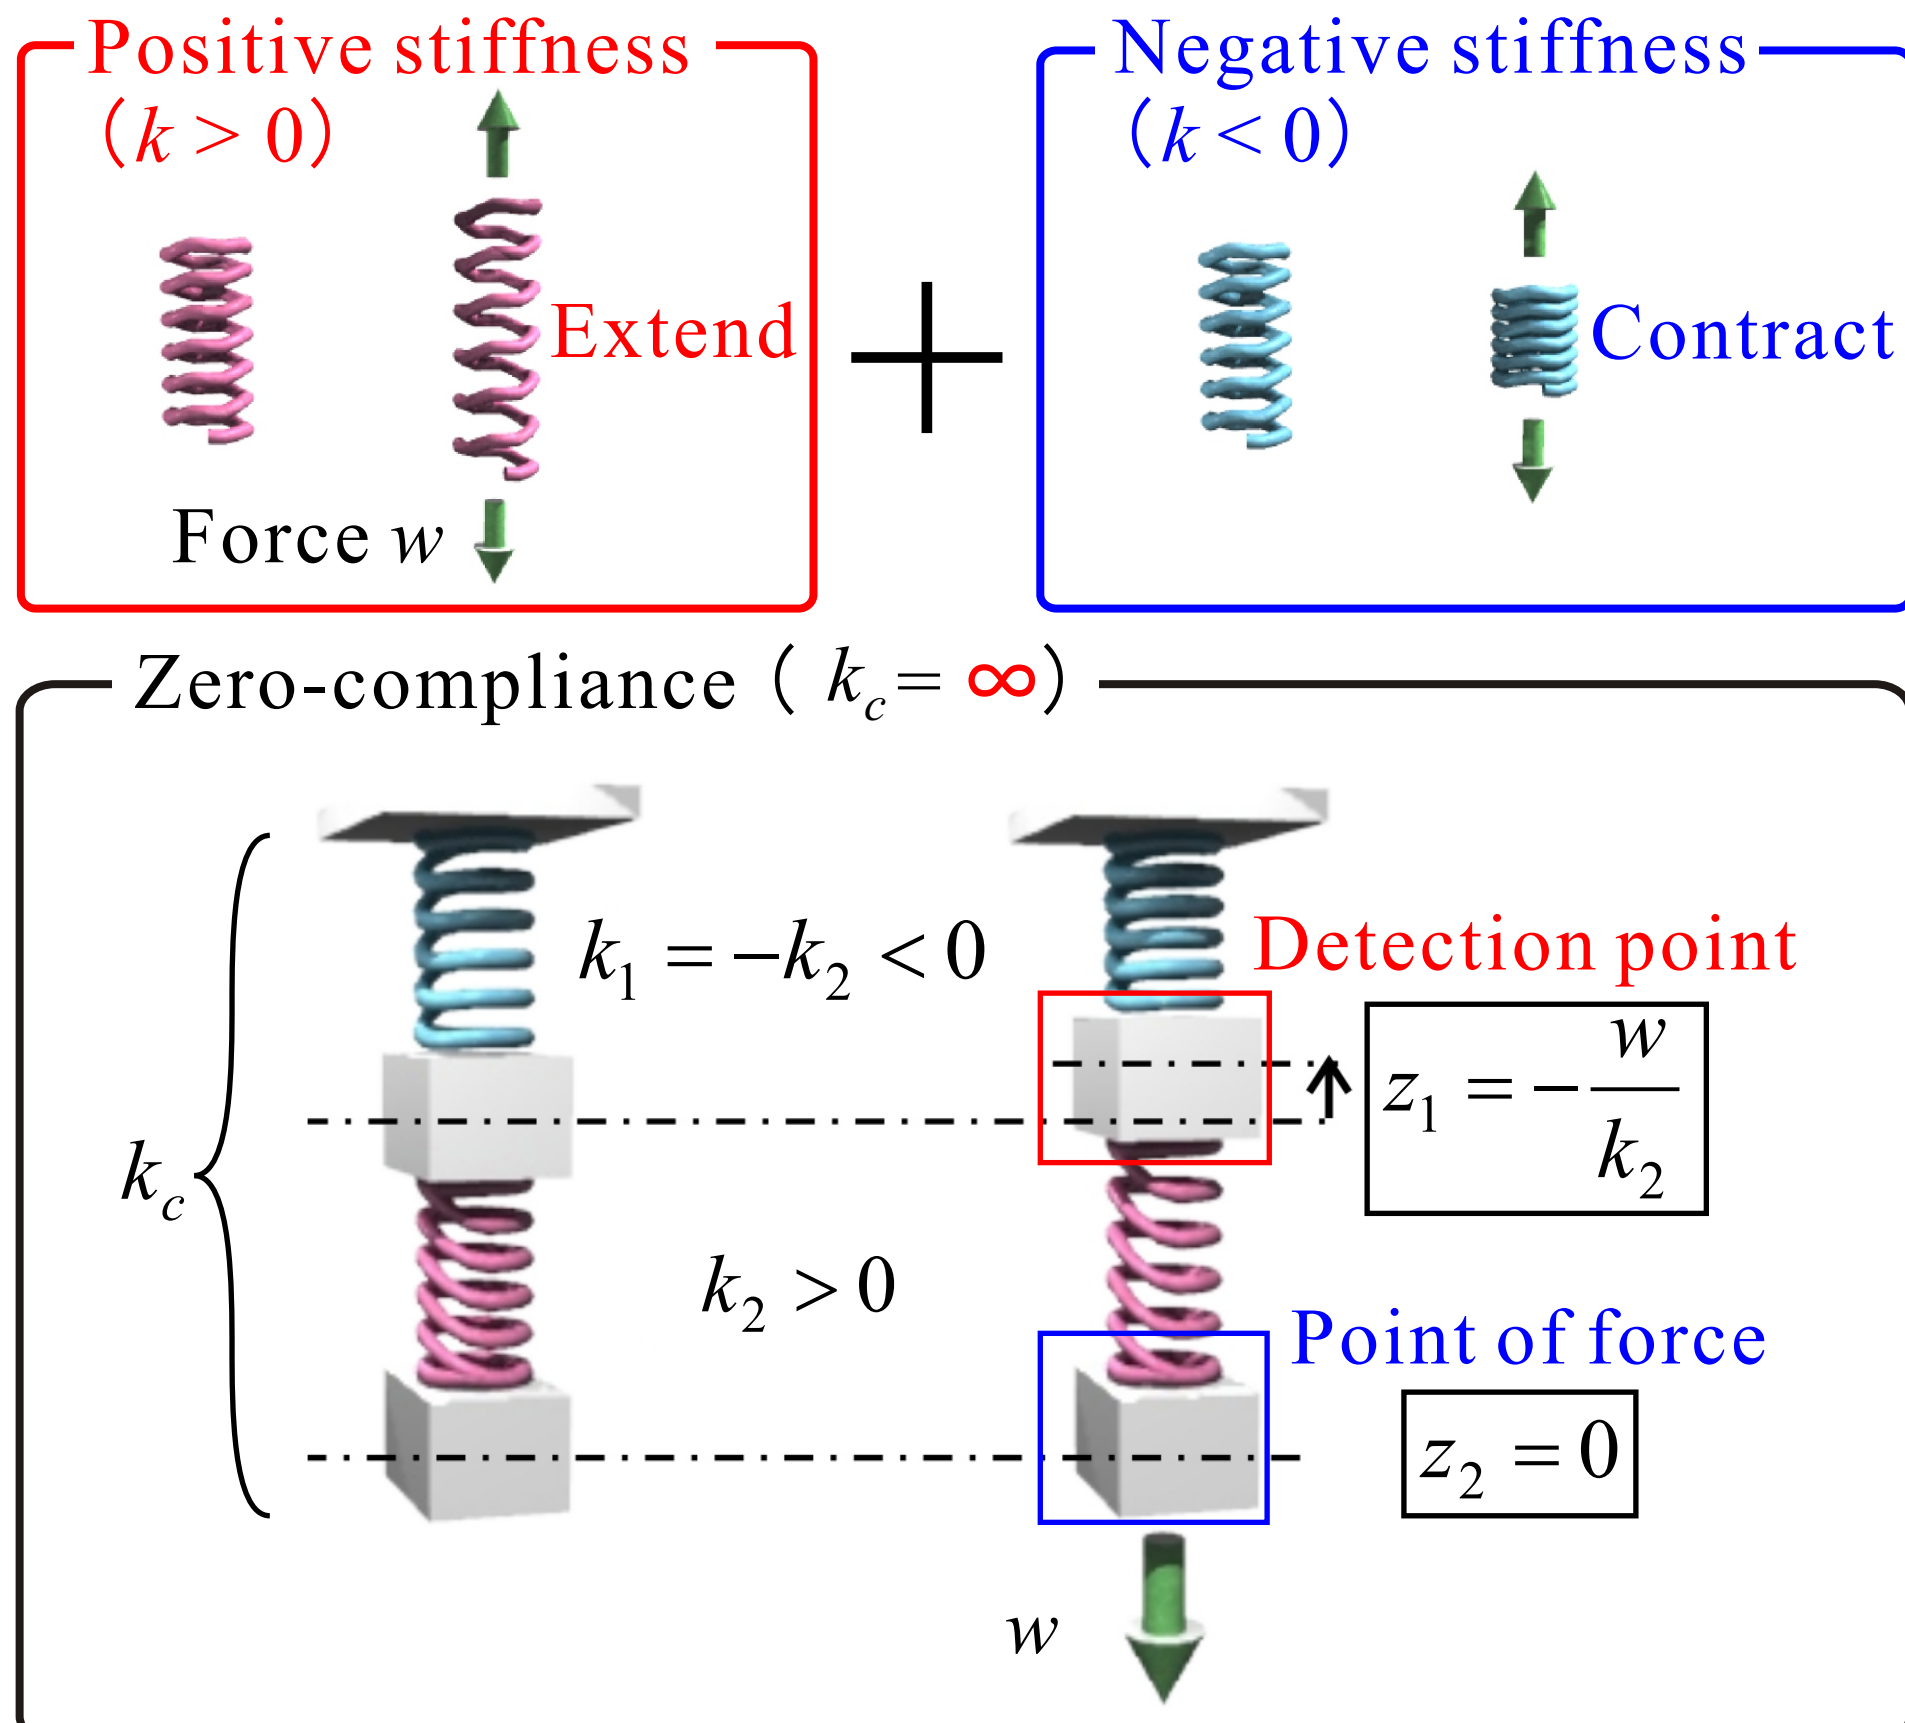 Positive stiffness
(k > 0)
Extend
Force w
Negative stiffness
(k < 0)
Contract
Zero-compliance ( k_c = ∞)
k_1 = −k_2 < 0
Detection point
z_1 = − w / k_2
k_c
k_2 > 0
Point of force
z_2 = 0
w